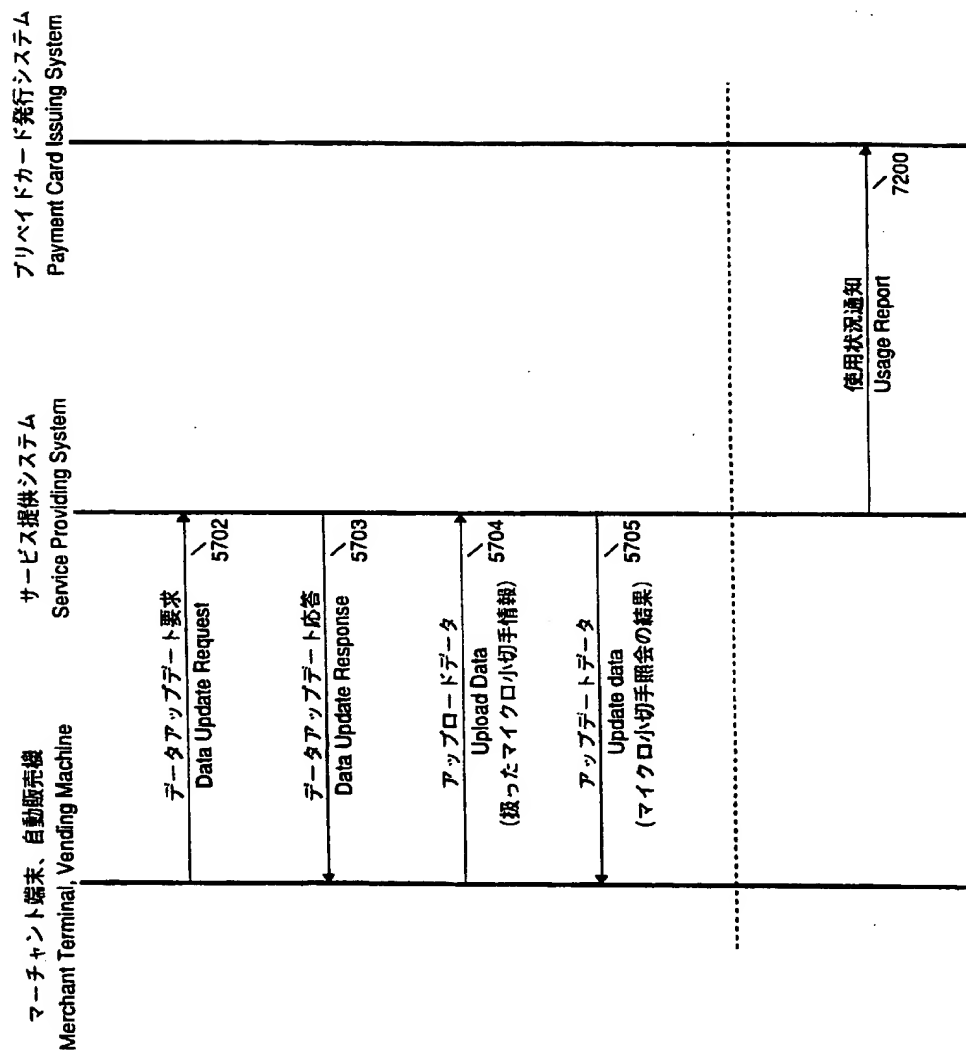 マーチャント端末、自動販売機
Merchant Terminal, Vending Machine
サービス提供システム
Service Providing System
プリペイドカード発行システム
Payment Card Issuing System
データアップデート要求
Data Update Request
5702
データアップデート応答
Data Update Response
5703
アップロードデータ
Upload Data
(扱ったマイクロ小切手情報)
5704
アップデートデータ
Update data
(マイクロ小切手照会の結果)
5705
使用状況通知
Usage Report
7200